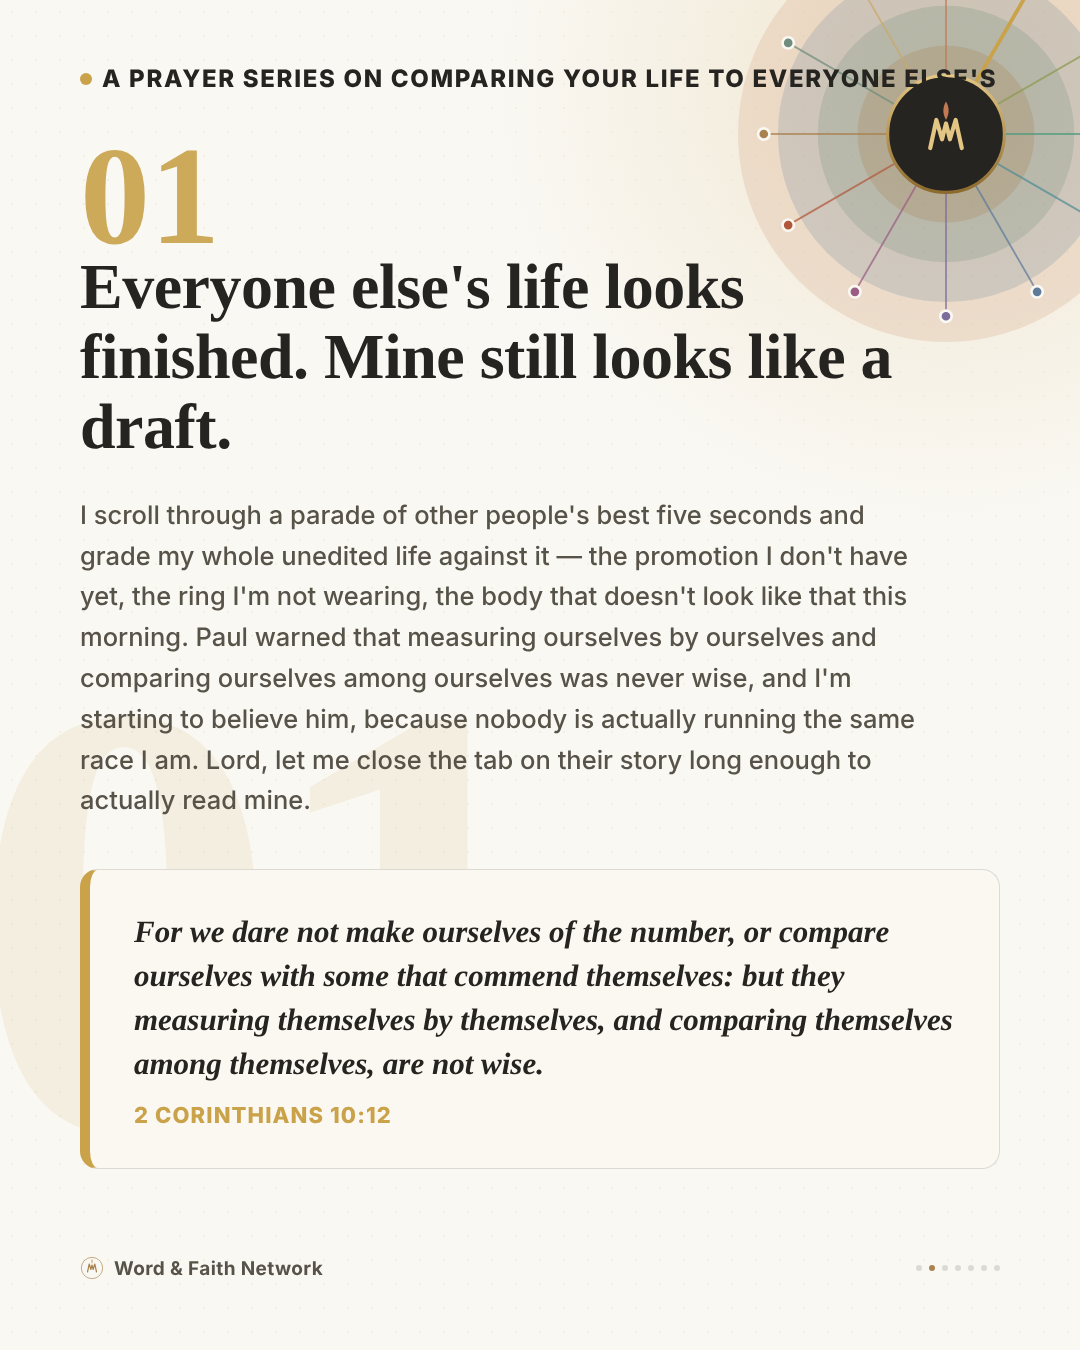 A PRAYER SERIES ON COMPARING YOUR LIFE TO EVERYONE ELSE'S
01
Everyone else's life looks
finished. Mine still looks like a
draft.
I scroll through a parade of other people's best five seconds and
grade my whole unedited life against it — the promotion I don't have
yet, the ring I'm not wearing, the body that doesn't look like that this
morning. Paul warned that measuring ourselves by ourselves and
comparing ourselves among ourselves was never wise, and I'm
starting to believe him, because nobody is actually running the same
race I am. Lord, let me close the tab on their story long enough to
actually read mine.
01
For we dare not make ourselves of the number, or compare
ourselves with some that commend themselves: but they
measuring themselves by themselves, and comparing themselves
among themselves, are not wise.
2 CORINTHIANS 10:12
Word & Faith Network